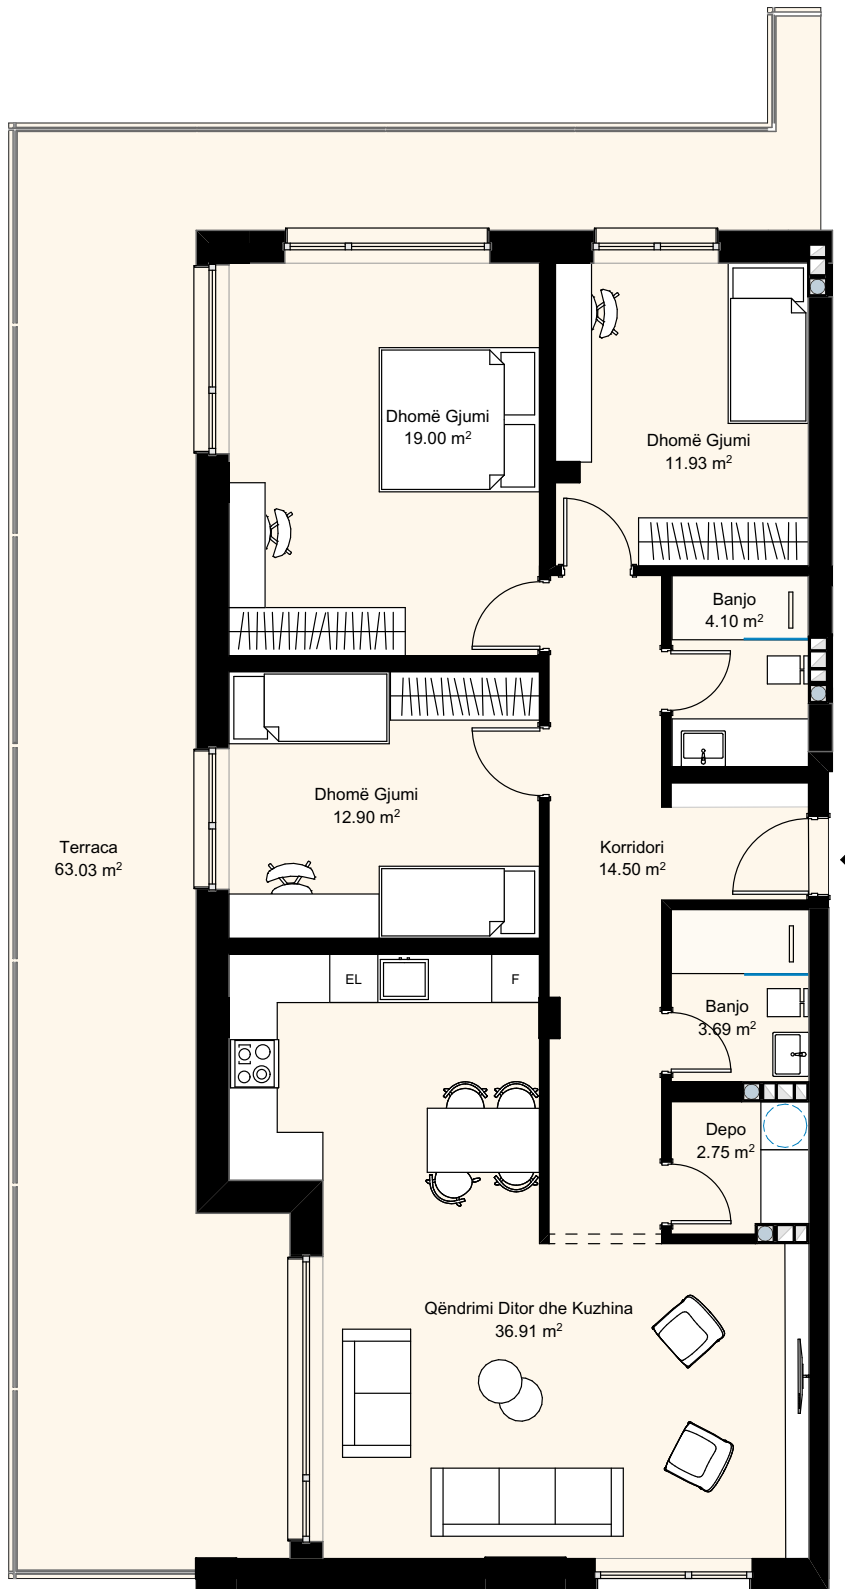 Dhomë Gjumi
19.00 m²
Dhomë Gjumi
11.93 m²
Banjo
4.10 m²
Dhomë Gjumi
12.90 m²
Terraca
63.03 m²
Korridori
14.50 m²
EL
F
Banjo
3.69 m²
Depo
2.75 m²
Qëndrimi Ditor dhe Kuzhina
36.91 m²